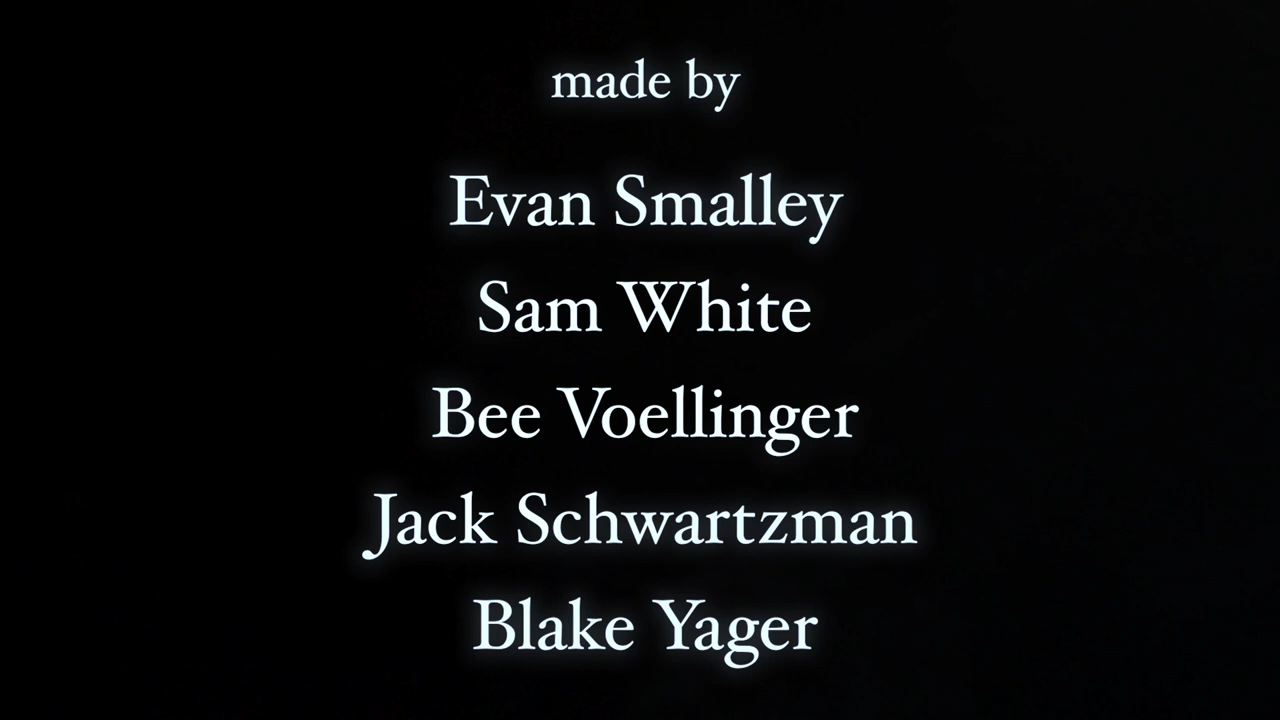 made by
Evan Smalley
Sam White
Bee Voellinger
Jack Schwartzman
Blake Yager